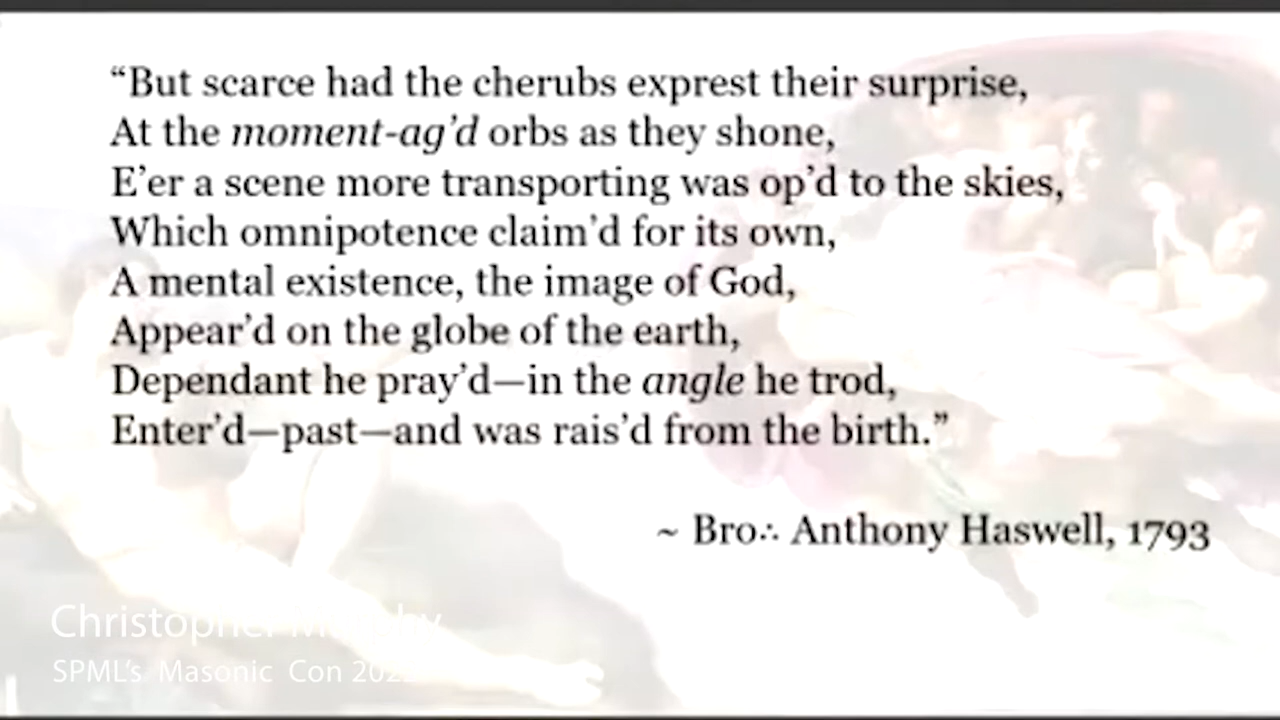 “But scarce had the cherubs exprest their surprise,
At the moment-ag’d orbs as they shone,
E’er a scene more transporting was op’d to the skies,
Which omnipotence claim’d for its own,
A mental existence, the image of God,
Appear’d on the globe of the earth,
Dependant he pray’d—in the angle he trod,
Enter’d—past—and was rais’d from the birth.”
~ Bro∴ Anthony Haswell, 1793
Christopher
SPML’s Masonic Con